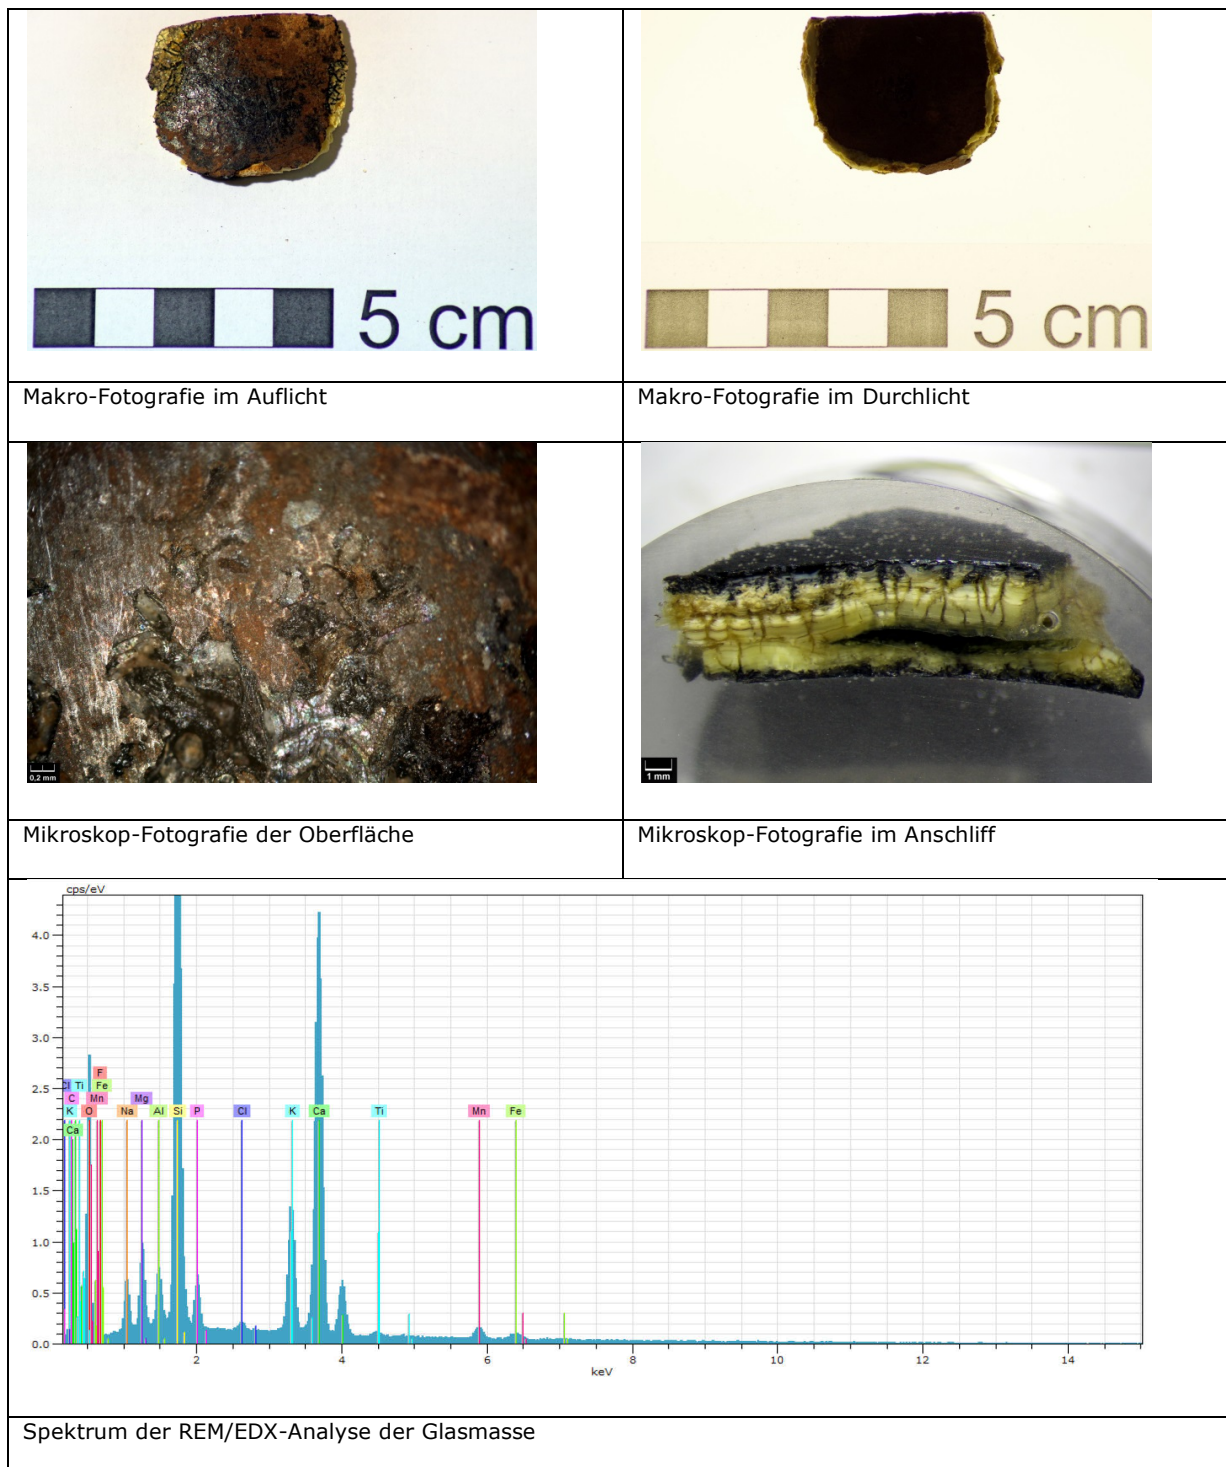 5 cm
5 cm
Makro-Fotografie im Auflicht
Makro-Fotografie im Durchlicht
0,2 mm
1 mm
Mikroskop-Fotografie der Oberfläche
Mikroskop-Fotografie im Anschliff
cps/eV
4.0
3.5
3.0
F
Cl Ti Fe
2.5
C Mn Mg
K O Na Al Si P Cl K Ca Ti Mn Fe
Ca
2.0
1.5
1.0
0.5
0.0
2 4 6 8 10 12 14
keV
Spektrum der REM/EDX-Analyse der Glasmasse